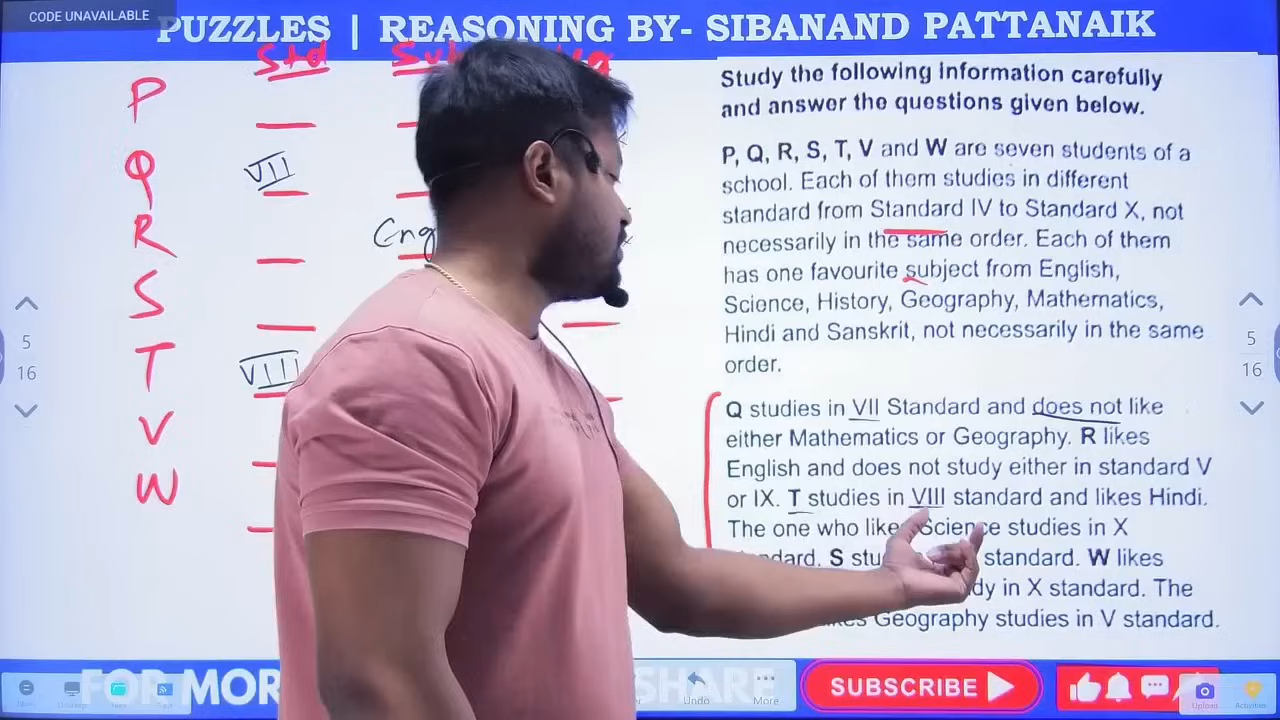 CODE UNAVAILABLE
PUZZLES | REASONING BY- SIBANAND PATTANAIK
Std
P
Q VII
R Eng
S
T VIII
V
W
5
16
Study the following information carefully
and answer the questions given below.
P, Q, R, S, T, V and W are seven students of a
school. Each of them studies in different
standard from Standard IV to Standard X, not
necessarily in the same order. Each of them
has one favourite subject from English,
Science, History, Geography, Mathematics,
Hindi and Sanskrit, not necessarily in the same
order.
Q studies in VII Standard and does not like
either Mathematics or Geography. R likes
English and does not study either in standard V
or IX. T studies in VIII standard and likes Hindi.
The one who likes Science studies in X
standard. S standard. W likes
in X standard. The
Geography studies in V standard.
5
16
FOR MOR SHARE
Undo
More
SUBSCRIBE
Upload